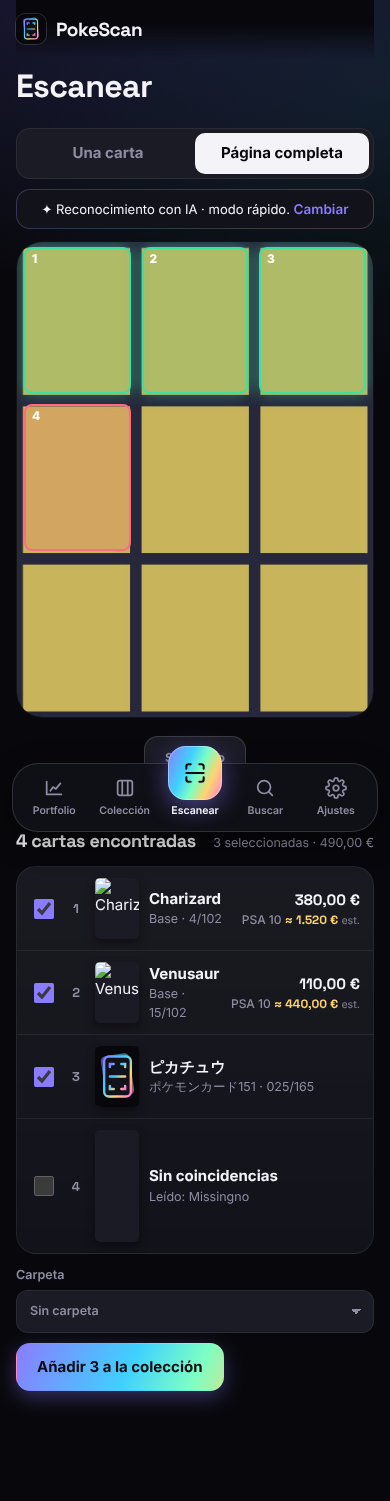 PokeScan
Escanear
Una carta
Página completa
✦ Reconocimiento con IA · modo rápido. Cambiar
1
2
3
4
Portfolio
Colección
Escanear
Buscar
Ajustes
4 cartas encontradas
3 seleccionadas · 490,00 €
1
Chariz
Charizard
Base · 4/102
380,00 €
PSA 10 ≈ 1.520 € est.
2
Venus
Venusaur
Base ·
15/102
110,00 €
PSA 10 ≈ 440,00 € est.
3
ピカチュウ
ポケモンカード151 · 025/165
4
Sin coincidencias
Leído: Missingno
Carpeta
Sin carpeta
Añadir 3 a la colección